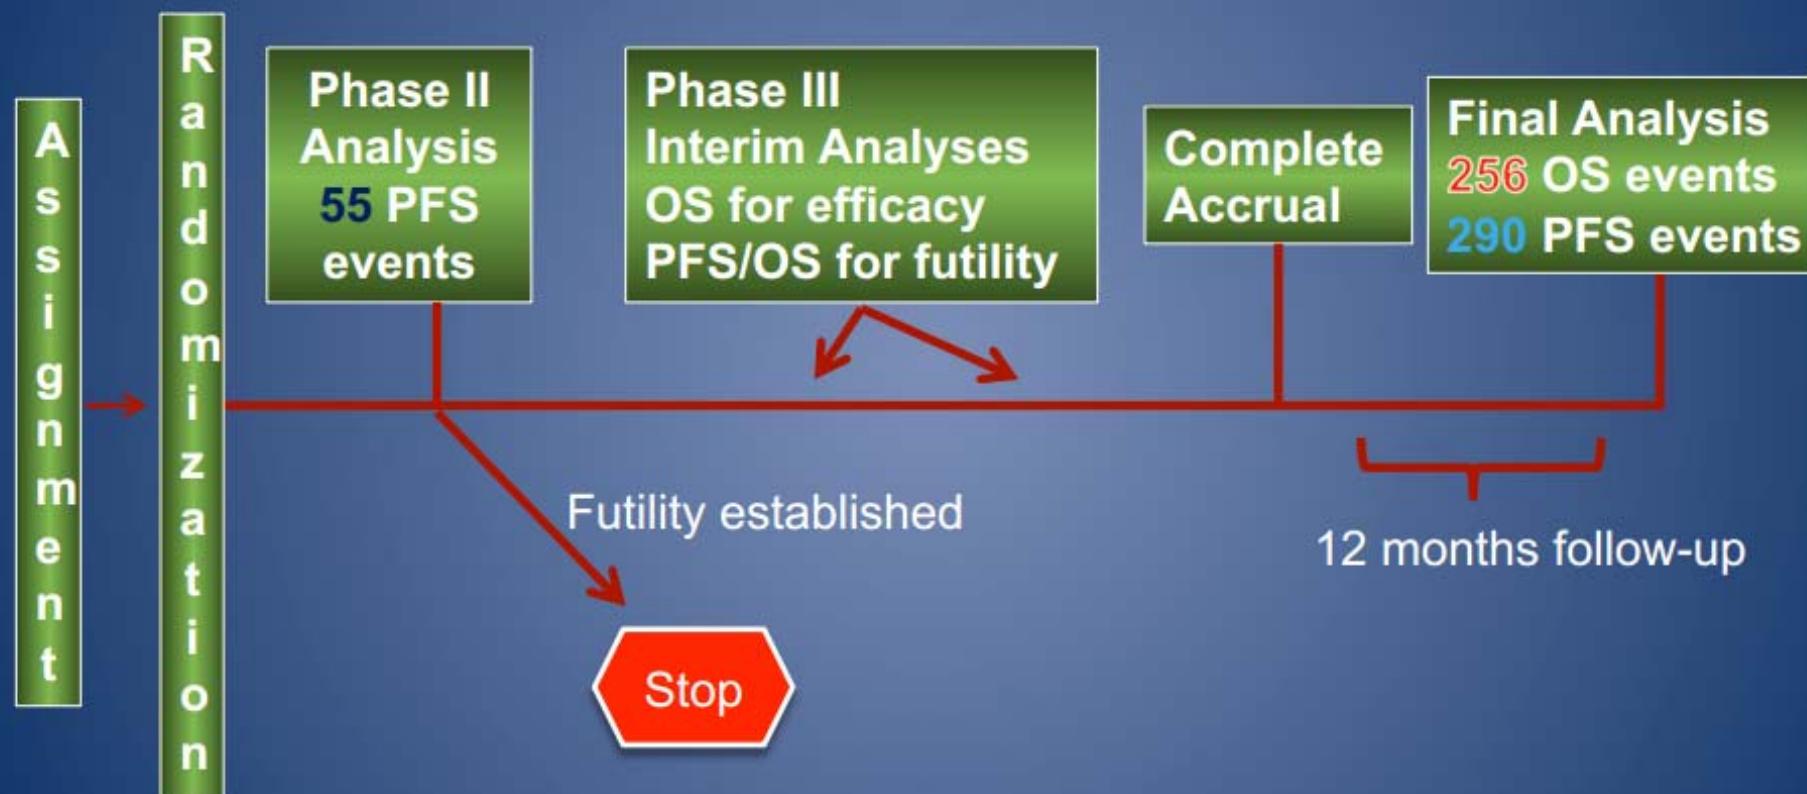 Assignment
Randomization
Phase II
Analysis
55 PFS
events
Phase III
Interim Analyses
OS for efficacy
PFS/OS for futility
Complete
Accrual
Final Analysis
256 OS events
290 PFS events
Futility established
12 months follow-up
Stop